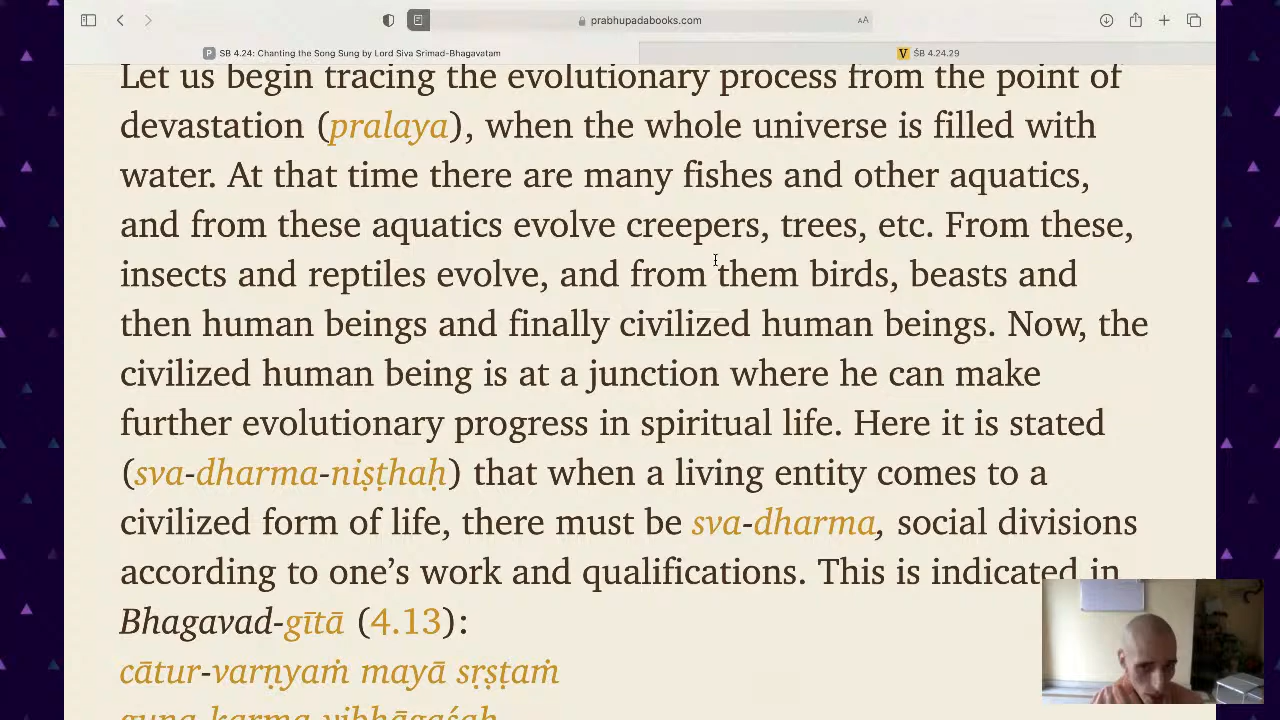 prabhupadabooks.com
AA
P SB 4.24: Chanting the Song Sung by Lord Siva Srimad-Bhagavatam
V ŚB 4.24.29
Let us begin tracing the evolutionary process from the point of
devastation (pralaya), when the whole universe is filled with
water. At that time there are many fishes and other aquatics,
and from these aquatics evolve creepers, trees, etc. From these,
insects and reptiles evolve, and from them birds, beasts and
then human beings and finally civilized human beings. Now, the
civilized human being is at a junction where he can make
further evolutionary progress in spiritual life. Here it is stated
(sva-dharma-niṣṭhaḥ) that when a living entity comes to a
civilized form of life, there must be sva-dharma, social divisions
according to one’s work and qualifications. This is indicated in
Bhagavad-gītā (4.13):
cātur-varṇyaṁ mayā sṛṣṭaṁ
guṇa-karma-vibhāgaśaḥ